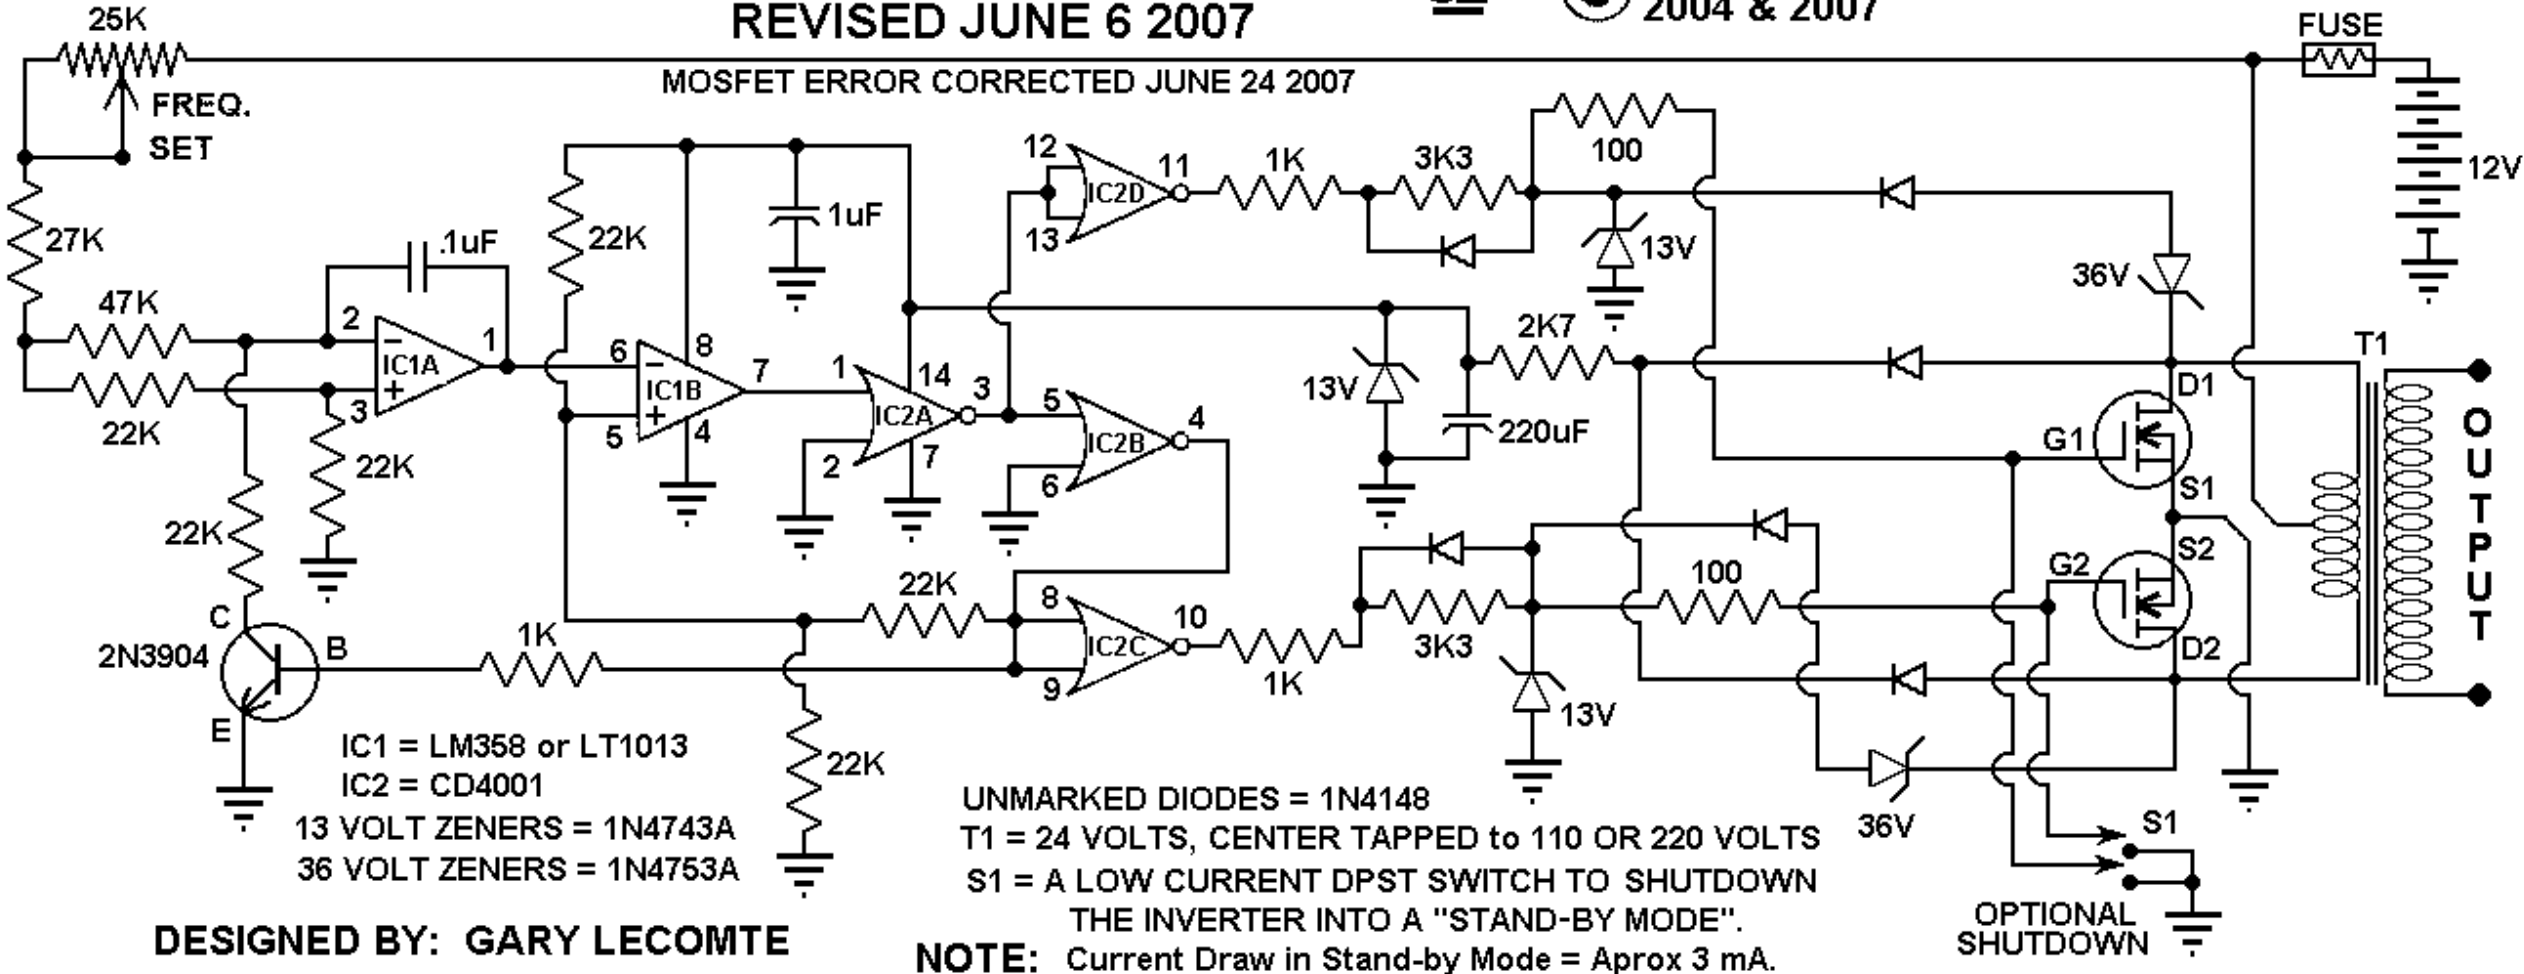 25K
REVISED JUNE 6 2007
2004 & 2007
FUSE
MOSFET ERROR CORRECTED JUNE 24 2007
FREQ.
SET
12
11
1K
3K3
100
12V
IC2D
13
13V
27K
.1uF
22K
1uF
36V
47K
2
1
IC1A
3
22K
22K
6
8
IC1B
7
5
4
1
14
3
IC2A
2
7
5
4
IC2B
6
13V
2K7
220uF
T1
D1
G1
S1
S2
G2
D2
OUTPUT
22K
C
B
E
2N3904
1K
22K
8
10
IC2C
9
1K
3K3
100
13V
22K
36V
S1
IC1 = LM358 or LT1013
IC2 = CD4001
13 VOLT ZENERS = 1N4743A
36 VOLT ZENERS = 1N4753A
UNMARKED DIODES = 1N4148
T1 = 24 VOLTS, CENTER TAPPED to 110 OR 220 VOLTS
S1 = A LOW CURRENT DPST SWITCH TO SHUTDOWN
THE INVERTER INTO A "STAND-BY MODE".
OPTIONAL
SHUTDOWN
DESIGNED BY: GARY LECOMTE
NOTE: Current Draw in Stand-by Mode = Aprox 3 mA.